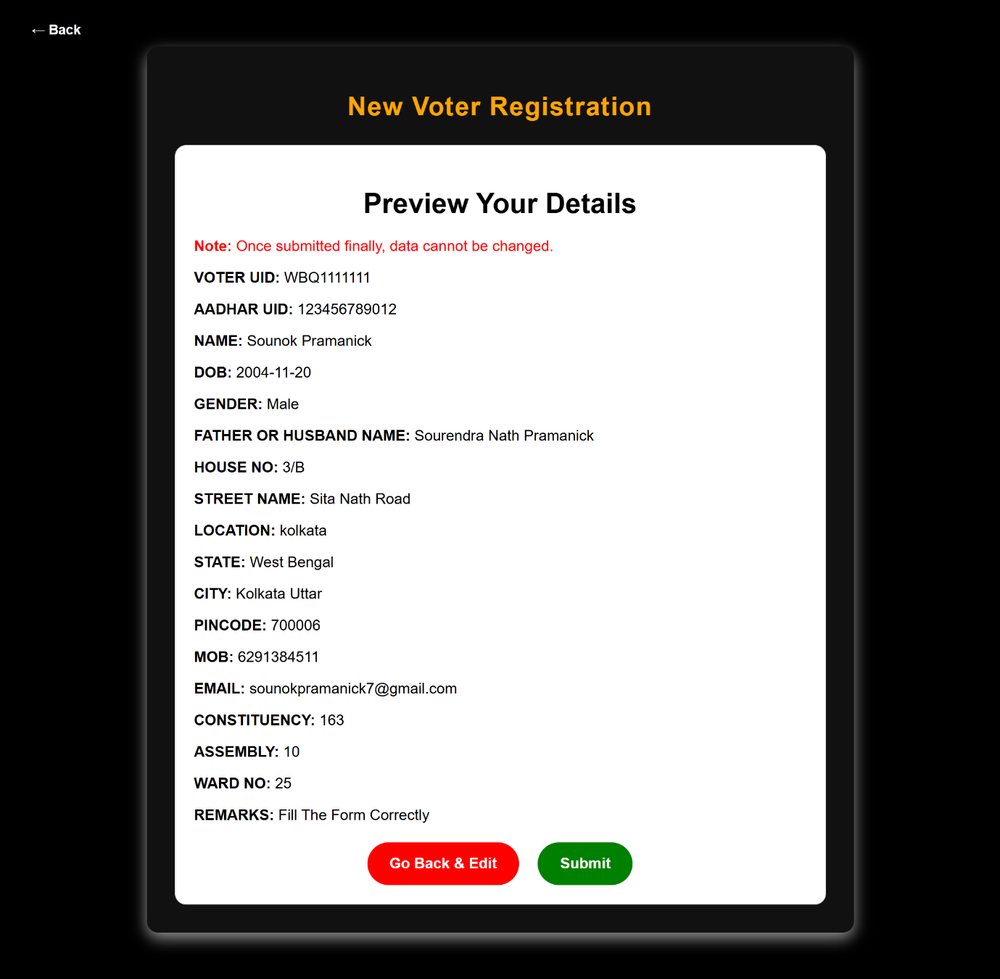 ← Back
New Voter Registration
Preview Your Details
Note: Once submitted finally, data cannot be changed.
VOTER UID: WBQ1111111
AADHAR UID: 123456789012
NAME: Sounok Pramanick
DOB: 2004-11-20
GENDER: Male
FATHER OR HUSBAND NAME: Sourendra Nath Pramanick
HOUSE NO: 3/B
STREET NAME: Sita Nath Road
LOCATION: kolkata
STATE: West Bengal
CITY: Kolkata Uttar
PINCODE: 700006
MOB: 6291384511
EMAIL: sounokpramanick7@gmail.com
CONSTITUENCY: 163
ASSEMBLY: 10
WARD NO: 25
REMARKS: Fill The Form Correctly
Go Back & Edit Submit